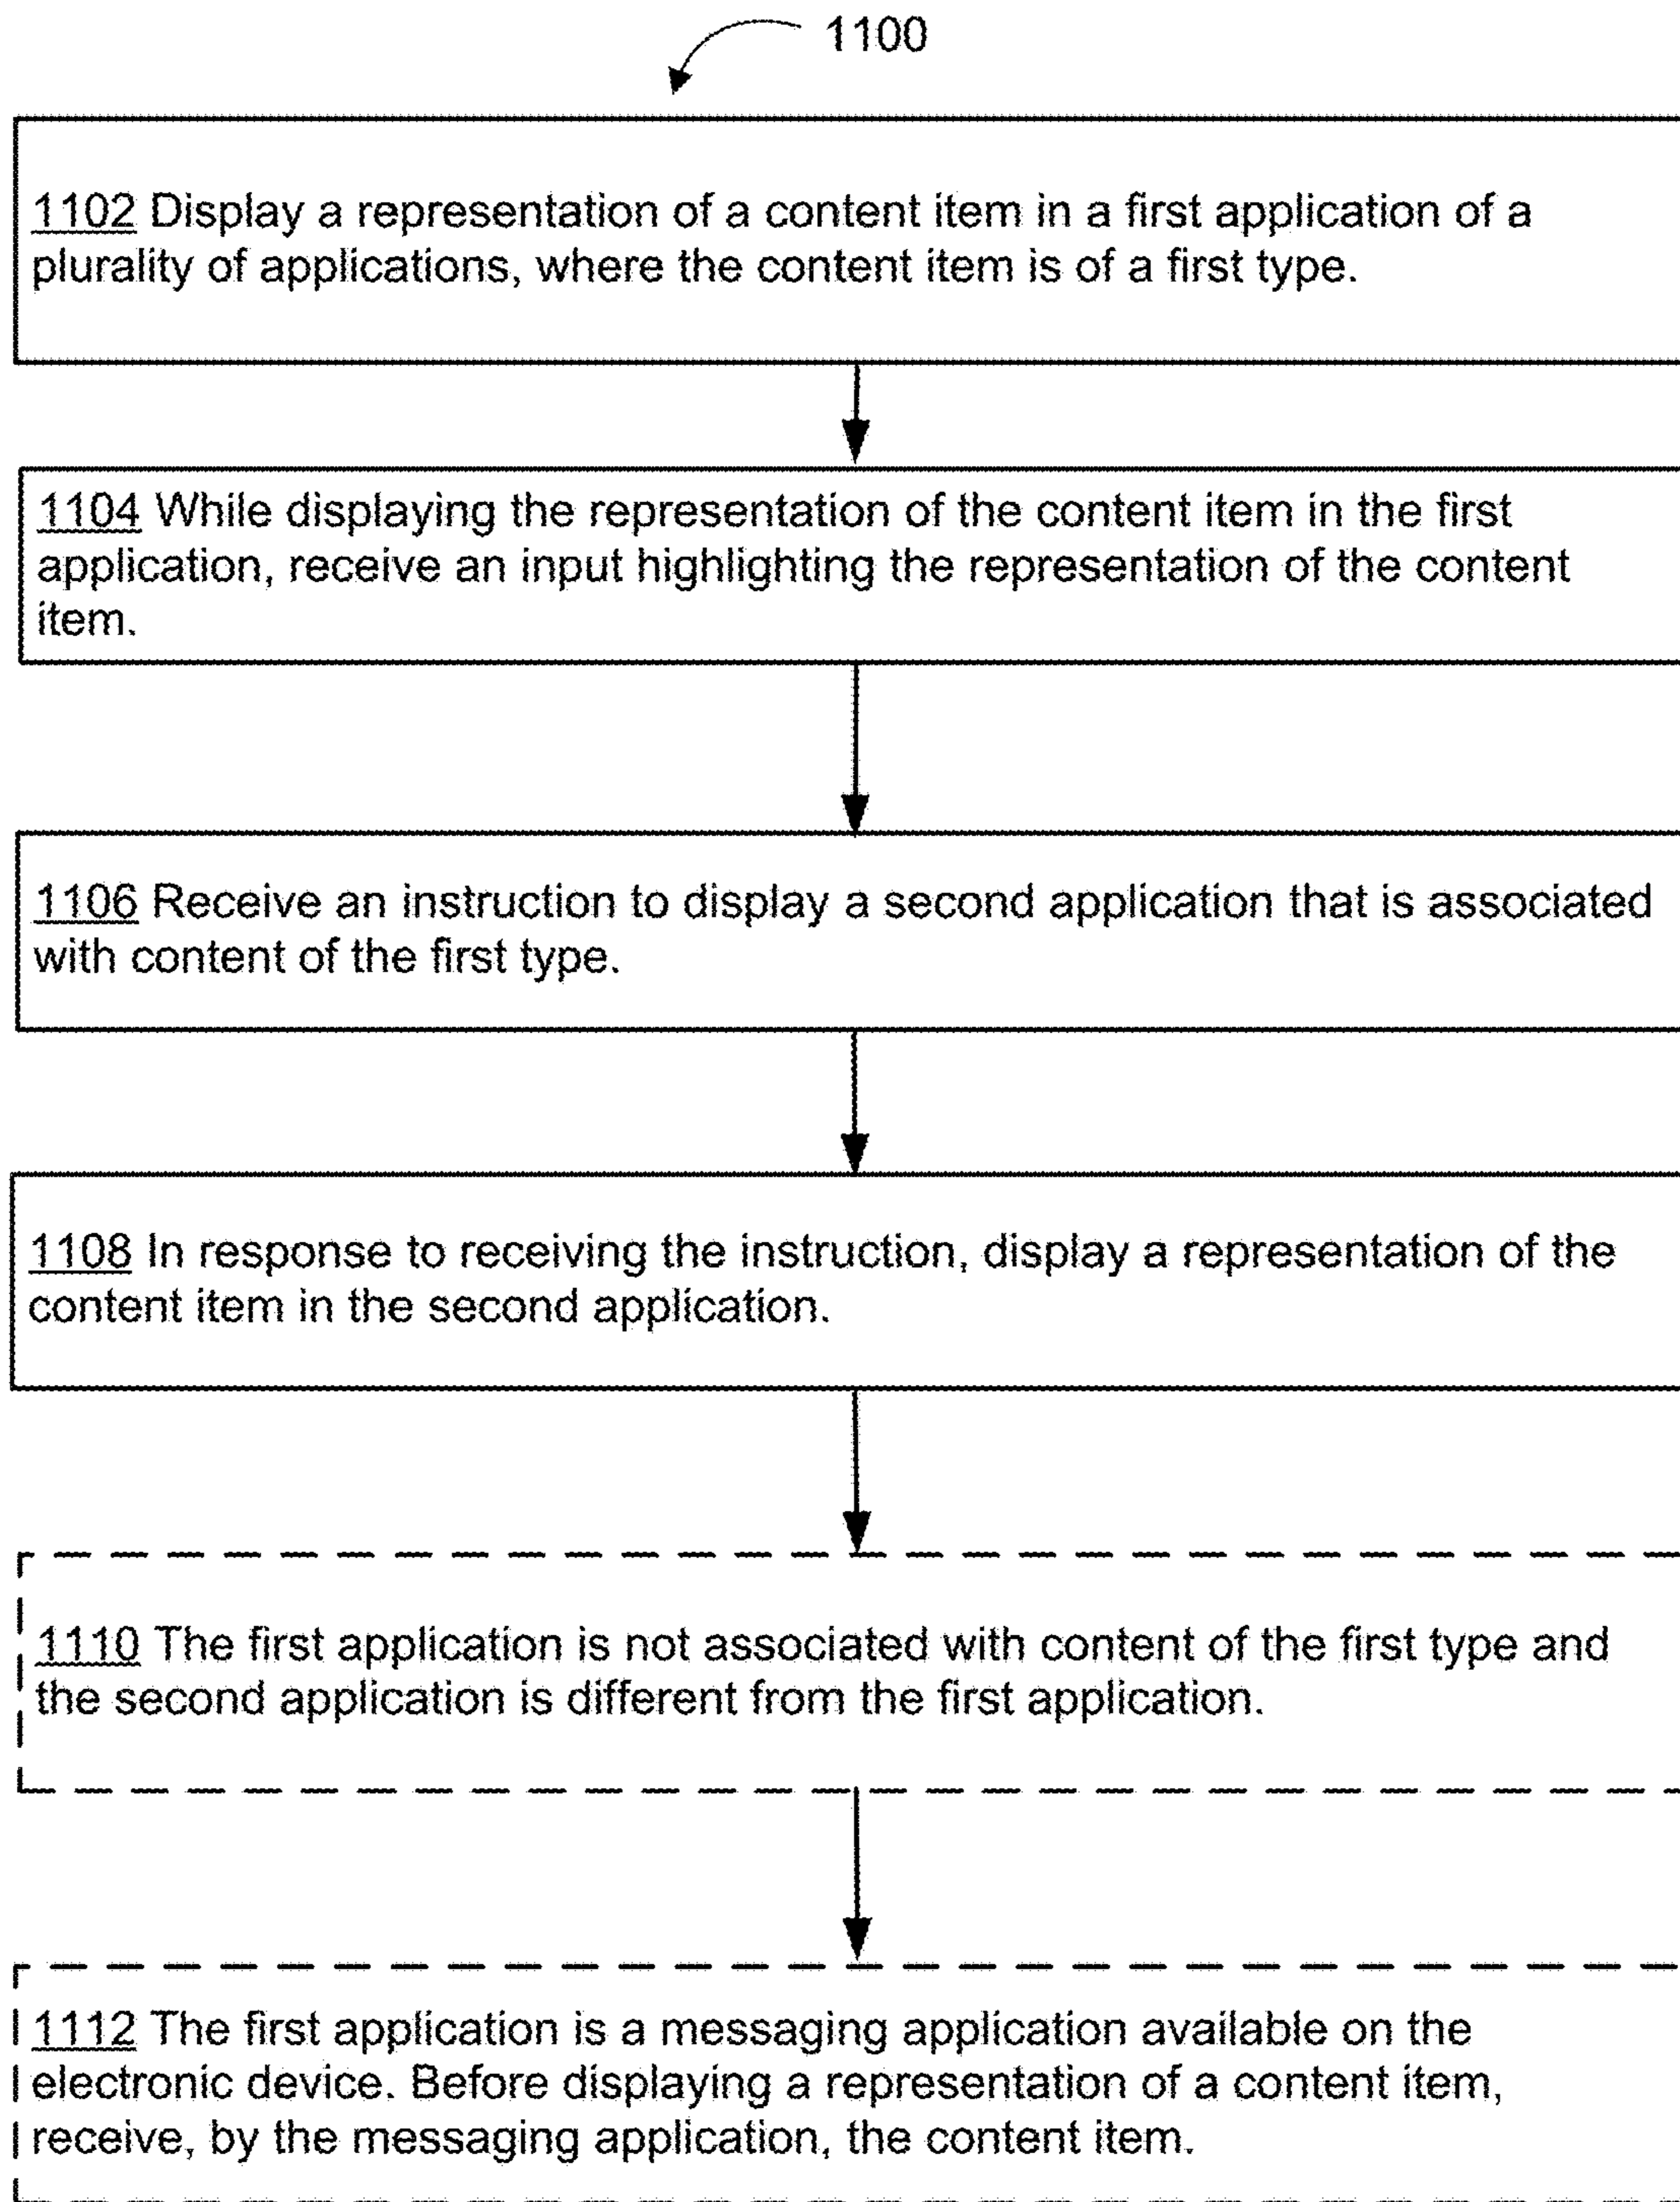 1100
1102 Display a representation of a content item in a first application of a
plurality of applications, where the content item is of a first type.
1104 While displaying the representation of the content item in the first
application, receive an input highlighting the representation of the content
item.
1106 Receive an instruction to display a second application that is associated
with content of the first type.
1108 In response to receiving the instruction, display a representation of the
content item in the second application.
1110 The first application is not associated with content of the first type and
the second application is different from the first application.
1112 The first application is a messaging application available on the
electronic device. Before displaying a representation of a content item,
receive, by the messaging application, the content item.